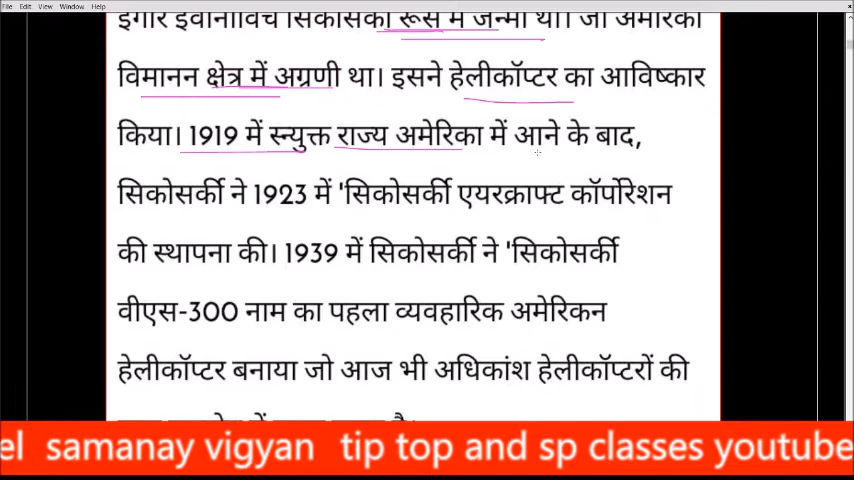 File Edit View Window Help
इगोर इवानोविच सिकोसर्की रूस में जन्मा था। जो अमेरिकी
विमानन क्षेत्र में अग्रणी था। इसने हेलीकॉप्टर का आविष्कार
किया। 1919 में स्न्युक्त राज्य अमेरिका में आने के बाद,
सिकोसर्की ने 1923 में 'सिकोसर्की एयरक्राफ्ट कॉर्पोरेशन
की स्थापना की। 1939 में सिकोसर्की ने 'सिकोसर्की
वीएस-300 नाम का पहला व्यवहारिक अमेरिकन
हेलीकॉप्टर बनाया जो आज भी अधिकांश हेलीकॉप्टरों की
el samanay vigyan tip top and sp classes youtube